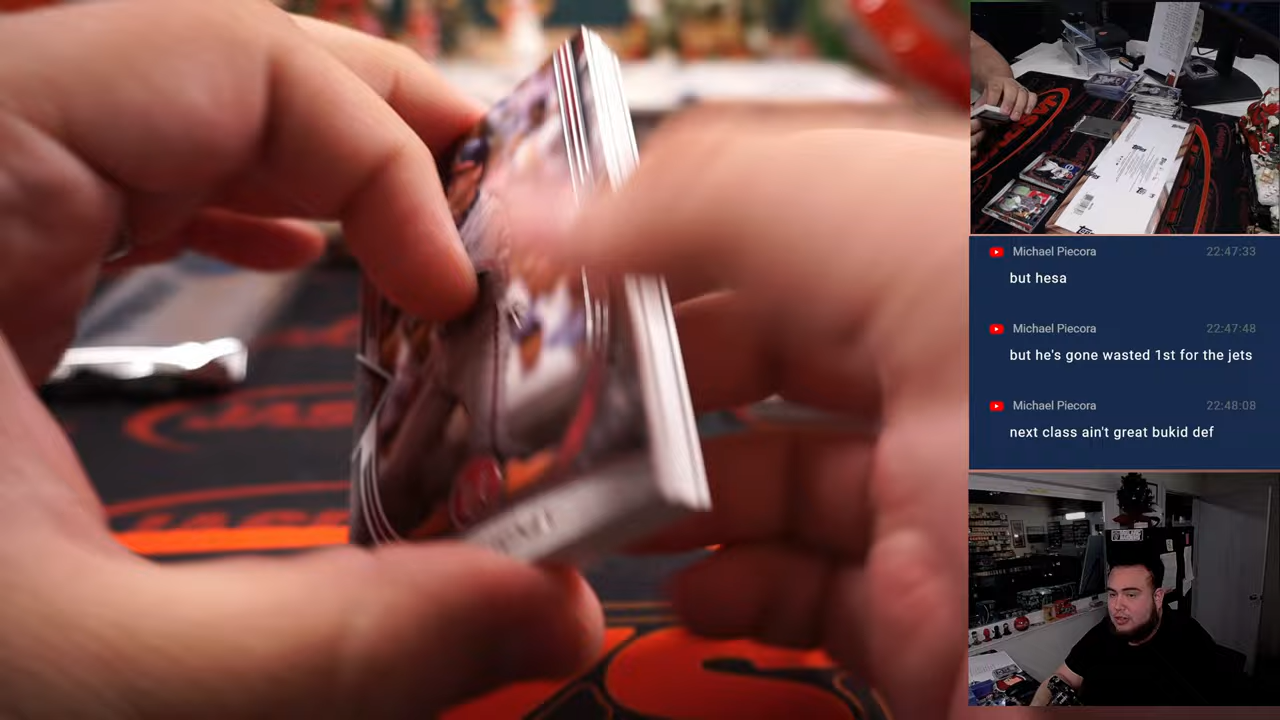 Michael Piecora 22:47:33
but hesa
Michael Piecora 22:47:48
but he's gone wasted 1st for the jets
Michael Piecora 22:48:08
next class ain't great bukid def